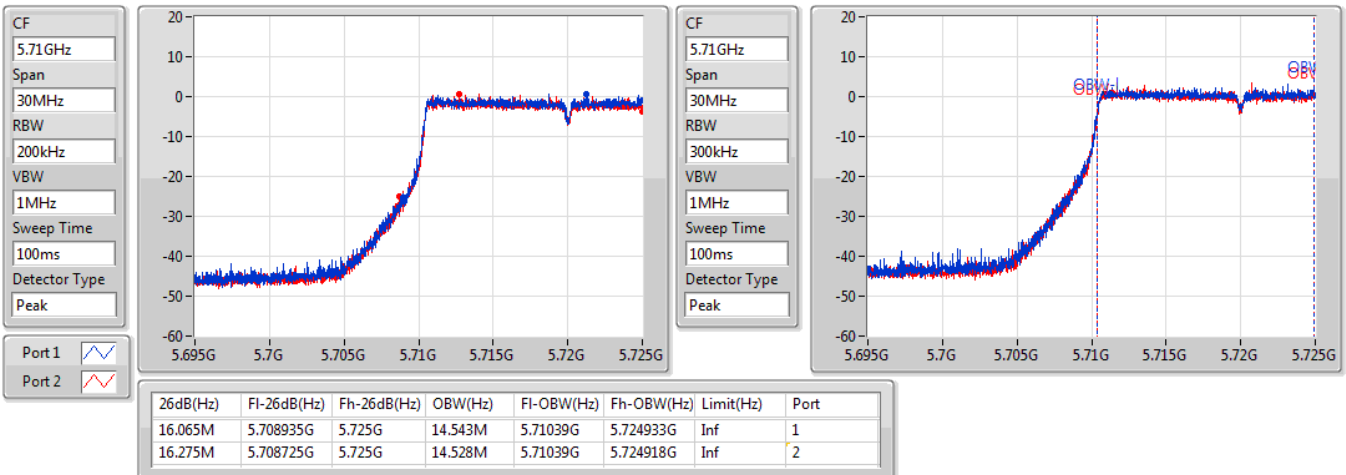 CF
5.71GHz
Span
30MHz
RBW
200kHz
VBW
1MHz
Sweep Time
100ms
Detector Type
Peak
20
10
0
-10
-20
-30
-40
-50
-60
5.695G 5.7G 5.705G 5.71G 5.715G 5.72G 5.725G
CF
5.71GHz
Span
30MHz
RBW
300kHz
VBW
1MHz
Sweep Time
100ms
Detector Type
Peak
20
10
0
-10
-20
-30
-40
-50
-60
5.695G 5.7G 5.705G 5.71G 5.715G 5.72G 5.725G
Port 1
Port 2
26dB(Hz) Fl-26dB(Hz) Fh-26dB(Hz) OBW(Hz) Fl-OBW(Hz) Fh-OBW(Hz) Limit(Hz) Port
16.065M 5.708935G 5.725G 14.543M 5.71039G 5.724933G Inf 1
16.275M 5.708725G 5.725G 14.528M 5.71039G 5.724918G Inf 2